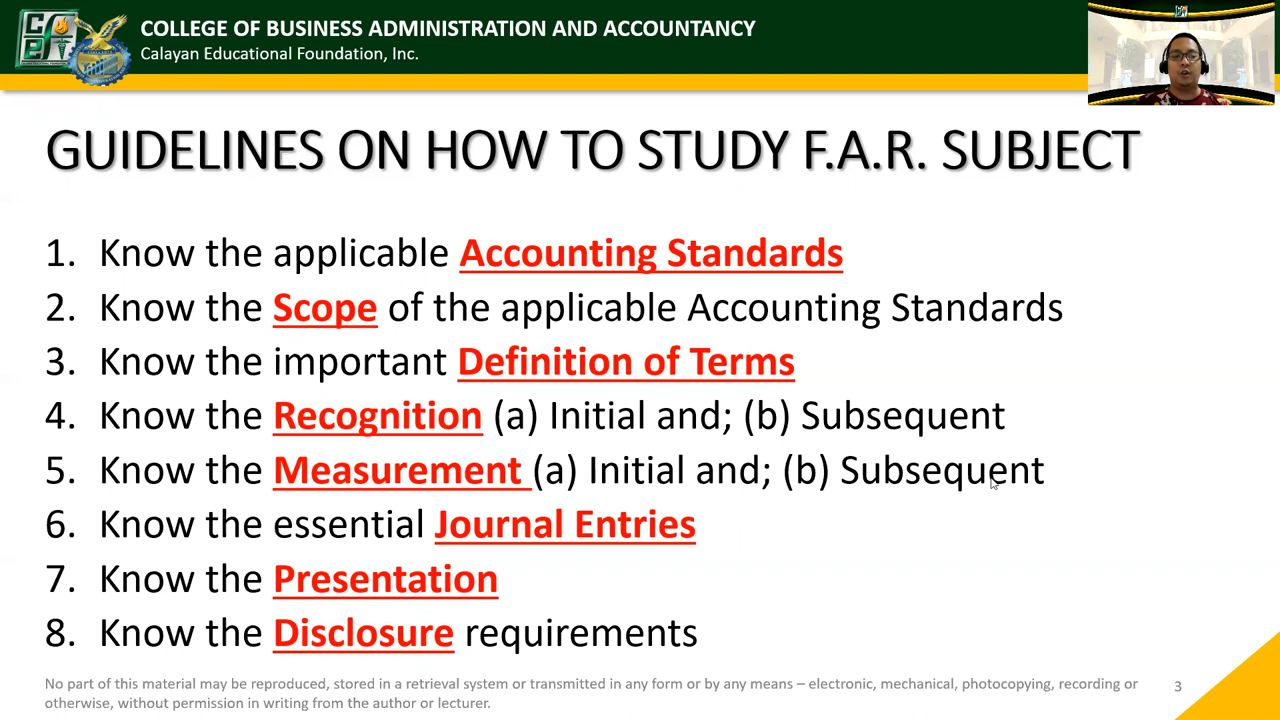 COLLEGE OF BUSINESS ADMINISTRATION AND ACCOUNTANCY
Calayan Educational Foundation, Inc.
GUIDELINES ON HOW TO STUDY F.A.R. SUBJECT
1. Know the applicable Accounting Standards
2. Know the Scope of the applicable Accounting Standards
3. Know the important Definition of Terms
4. Know the Recognition (a) Initial and; (b) Subsequent
5. Know the Measurement (a) Initial and; (b) Subsequent
6. Know the essential Journal Entries
7. Know the Presentation
8. Know the Disclosure requirements
No part of this material may be reproduced, stored in a retrieval system or transmitted in any form or by any means – electronic, mechanical, photocopying, recording or
otherwise, without permission in writing from the author or lecturer.
3